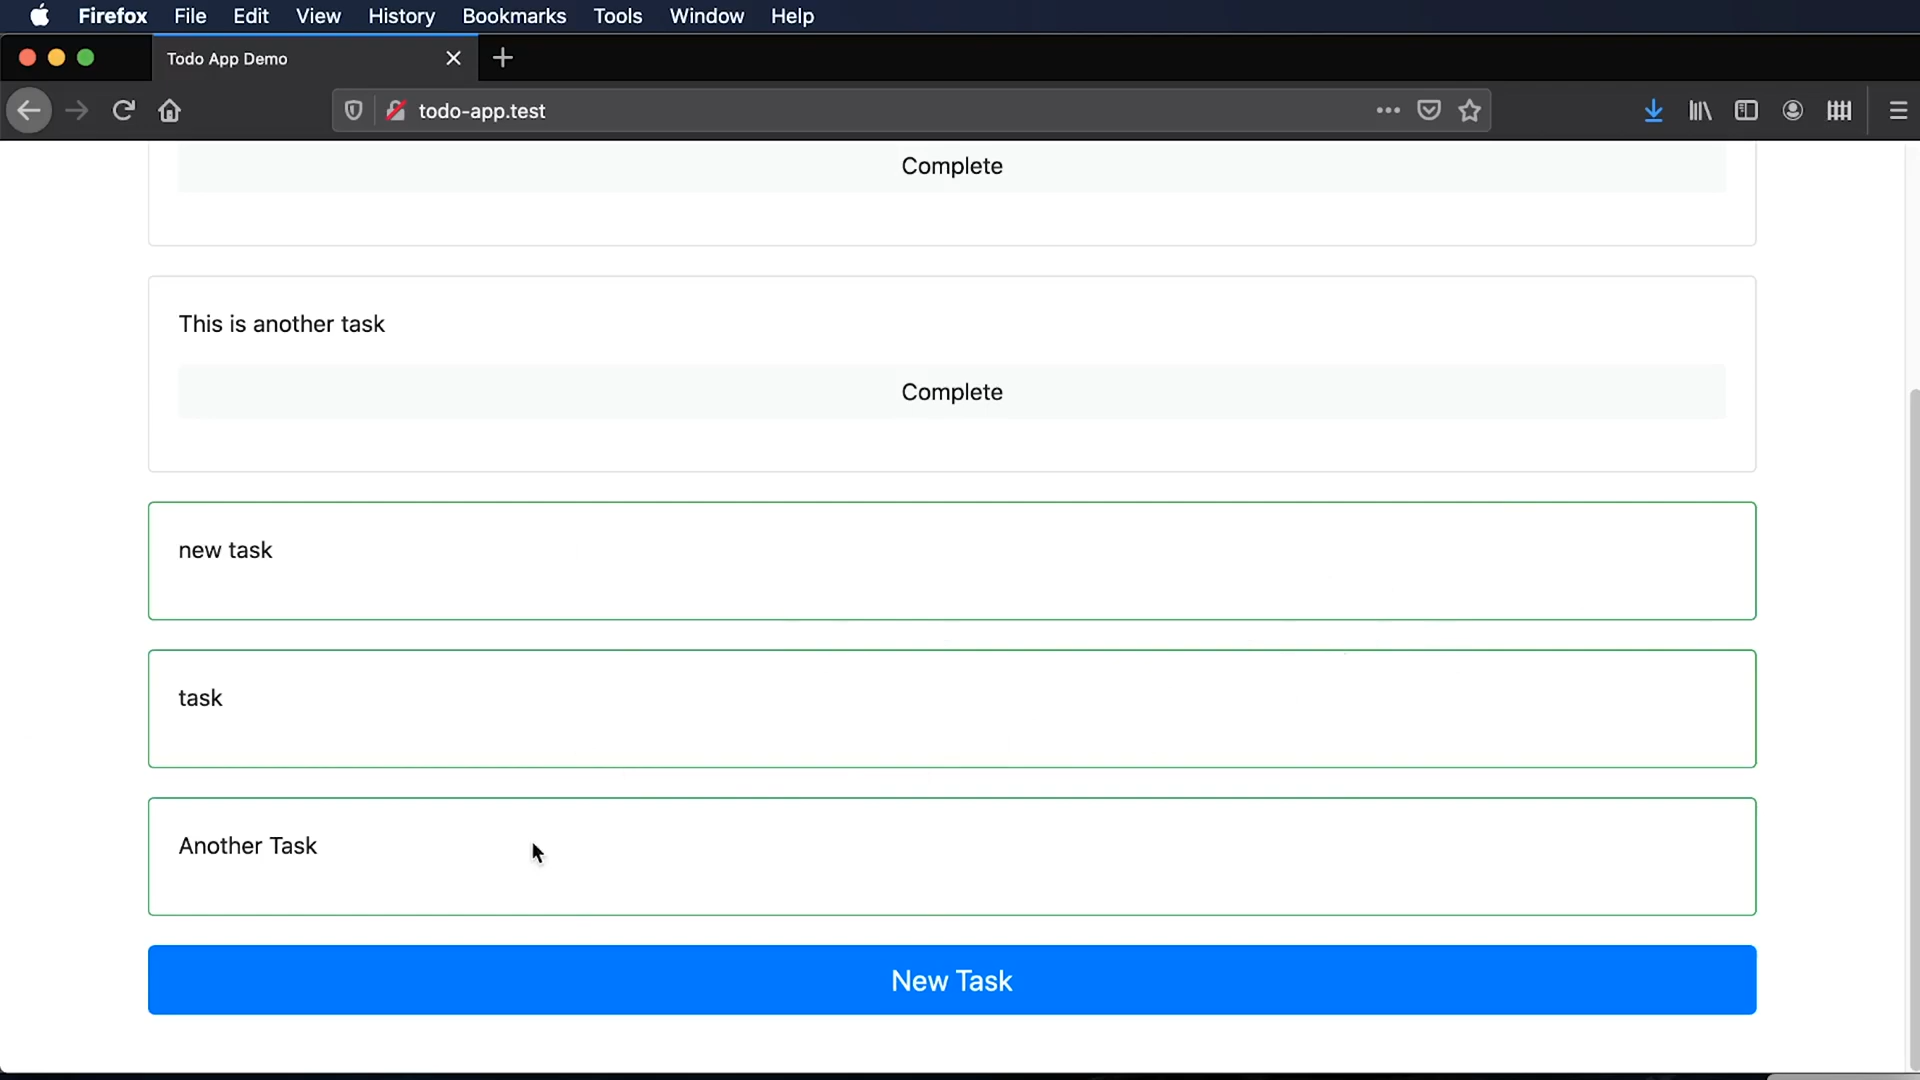 Firefox File Edit View History Bookmarks Tools Window Help
Todo App Demo
todo-app.test
Complete
This is another task
Complete
new task
task
Another Task
New Task